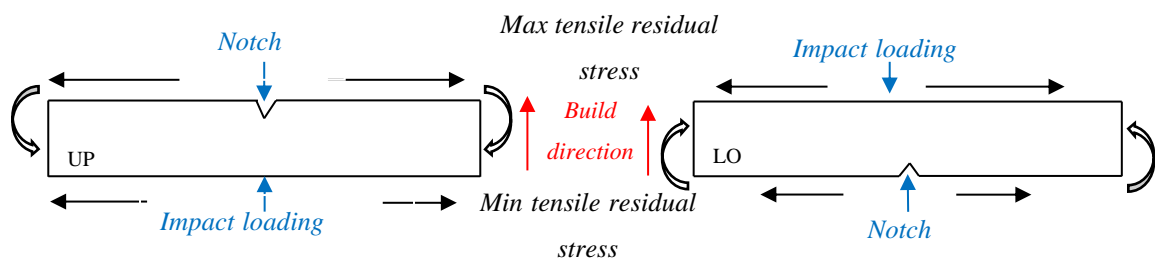 Max tensile residual
stress
Notch
Impact loading
Build
direction
UP
LO
Min tensile residual
stress
Impact loading
Notch